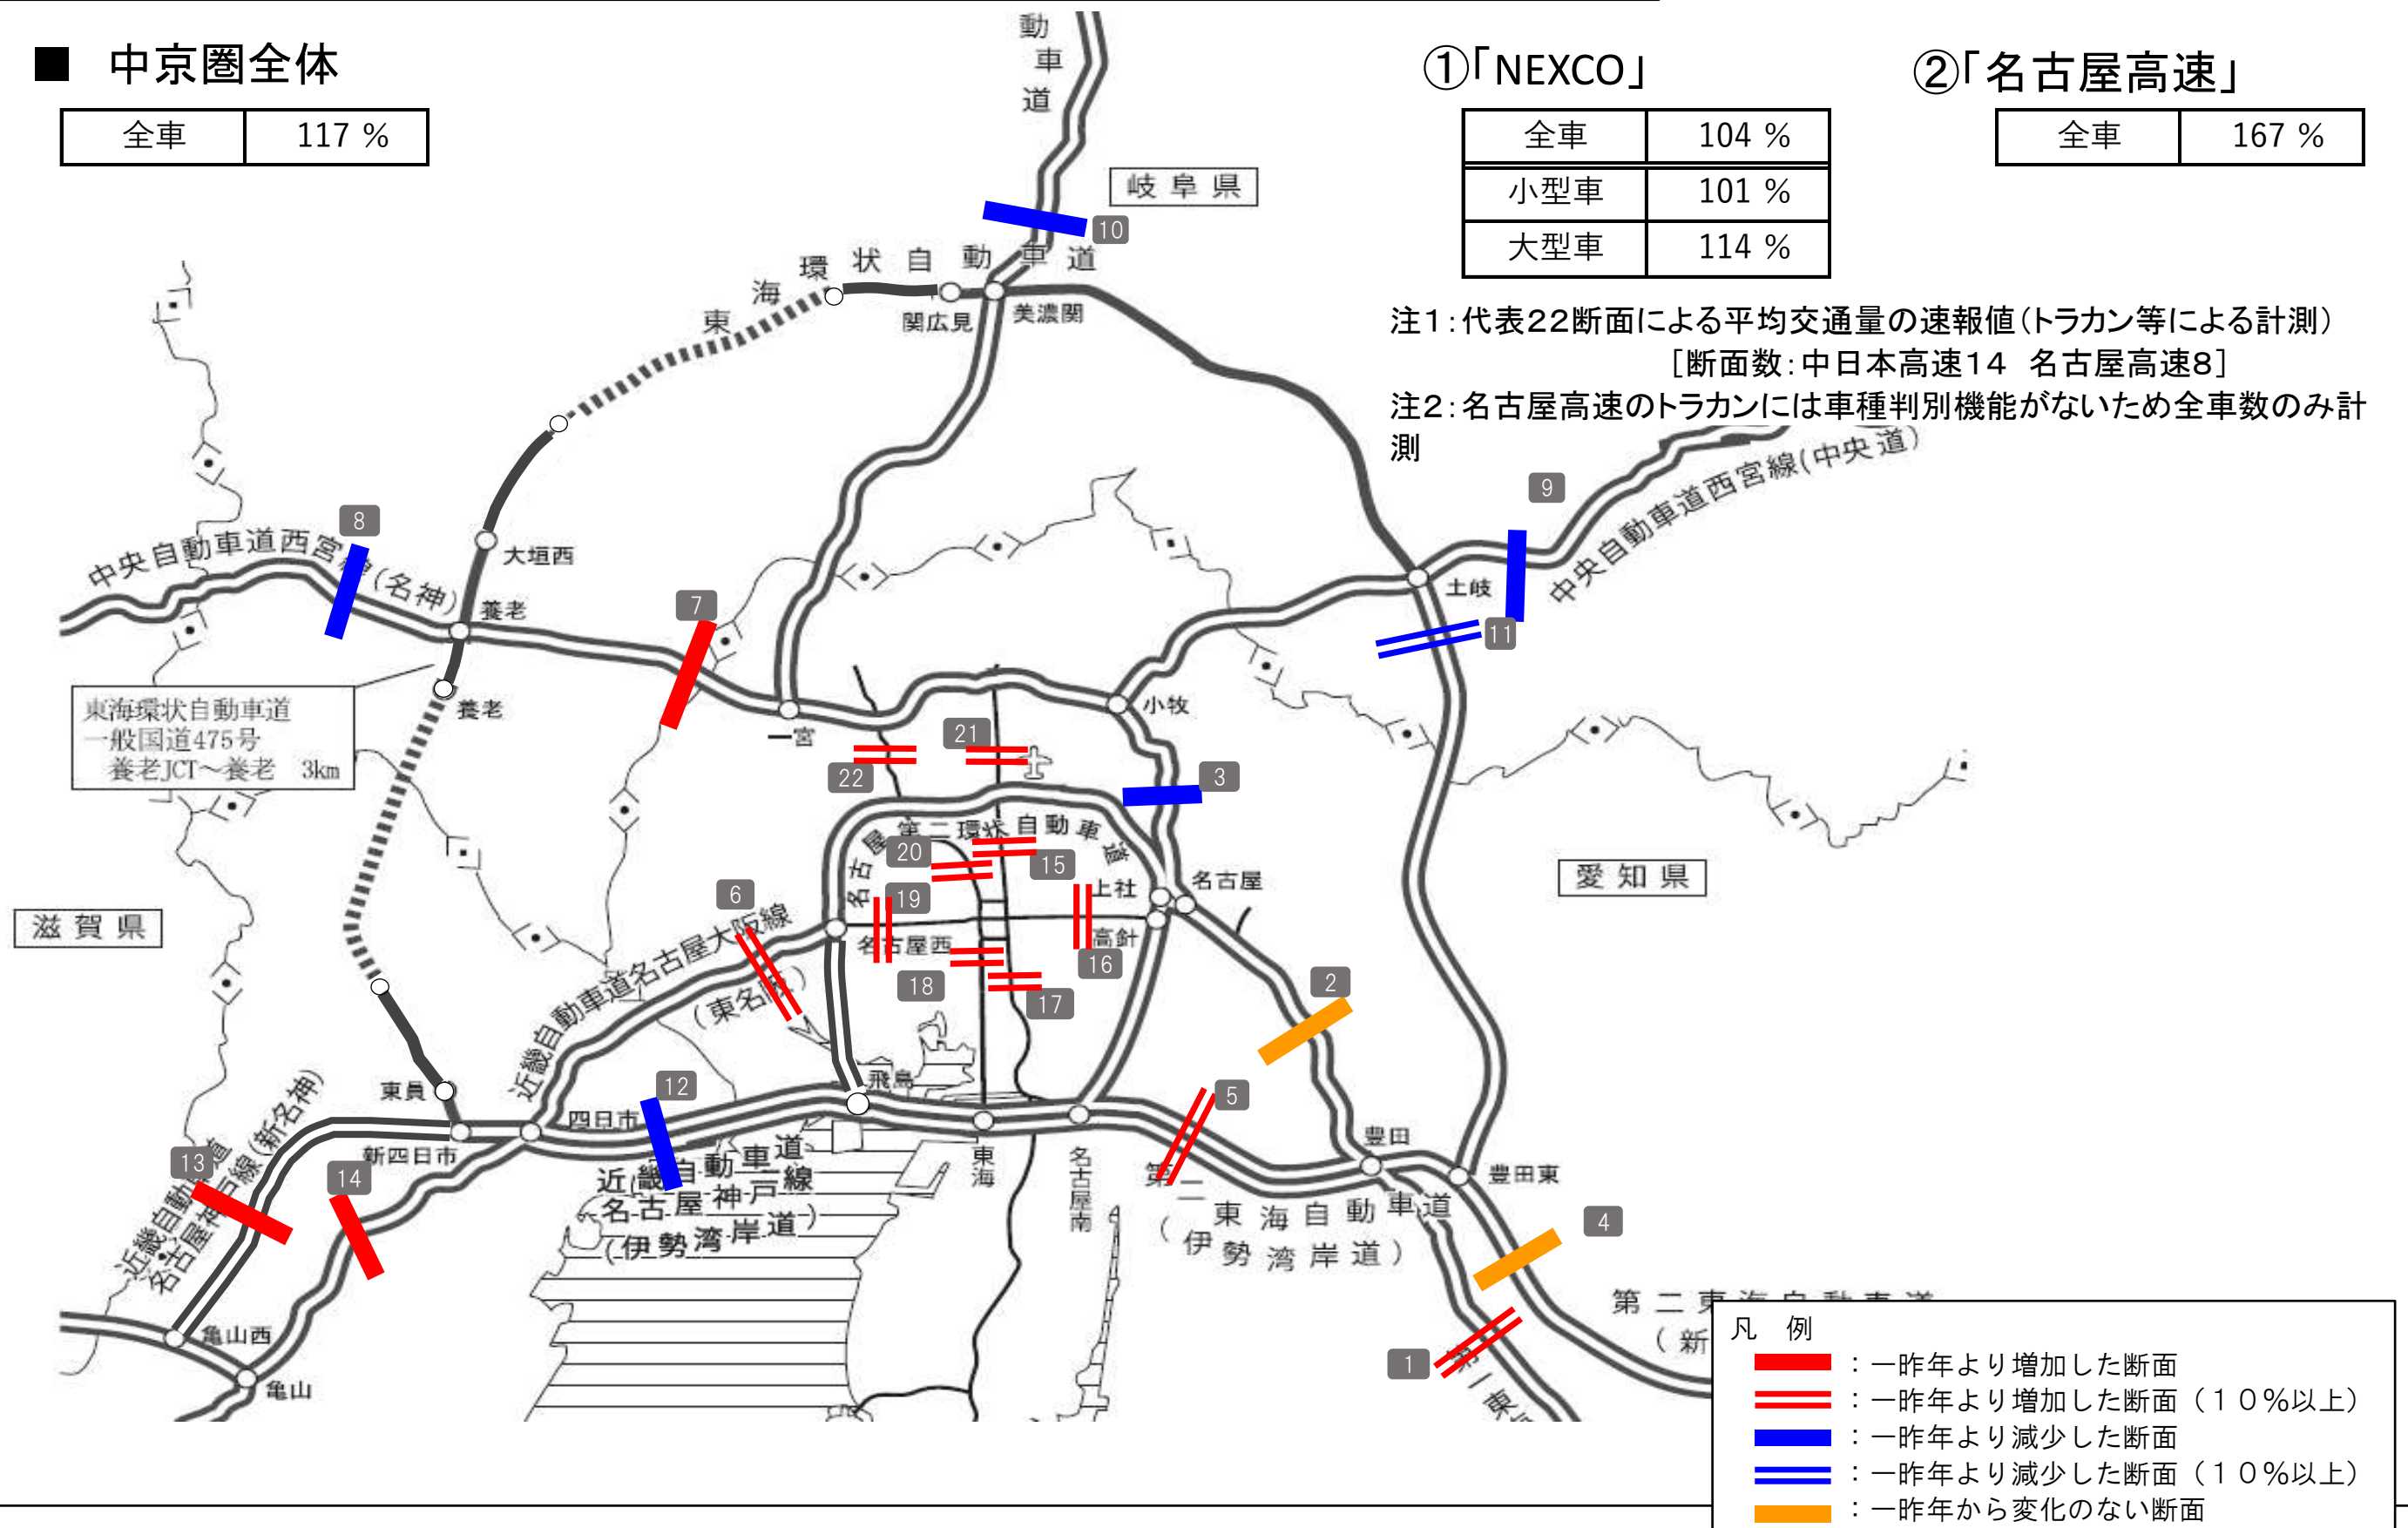 ■ 中京圏全体
全車 117 %
①「NEXCO」
全車 104 %
小型車 101 %
大型車 114 %
②「名古屋高速」
全車 167 %
注1:代表22断面による平均交通量の速報値(トラカン等による計測)
[断面数:中日本高速14 名古屋高速8]
注2:名古屋高速のトラカンには車種判別機能がないため全車数のみ計
測
動車道
岐阜県
10
東海環状自動車道
関広見
美濃関
中央自動車道西宮線(中央道)
9
8
中央自動車道西宮線(名神)
大垣西
養老
7
土岐
11
東海環状自動車道
一般国道475号
養老JCT~養老 3km
養老
一宮
小牧
21
22
3
名古屋第二環状自動車道
20
15
19
上社
名古屋
愛知県
滋賀県
6
近畿自動車道名古屋大阪線
(東名阪)
名古屋西
高針
16
18
17
2
東員
12
飛島
5
四日市
新四日市
近畿自動車道
名古屋神戸線(新名神)
13
14
近畿自動車道
名古屋神戸線
(伊勢湾岸道)
東海
名古屋南
豊田
豊田東
第二東海自動車道
(伊勢湾岸道)
4
亀山西
亀山
1
第一東
第二東海自動車道
(新
凡 例
:一昨年より増加した断面
:一昨年より増加した断面(10%以上)
:一昨年より減少した断面
:一昨年より減少した断面(10%以上)
:一昨年から変化のない断面